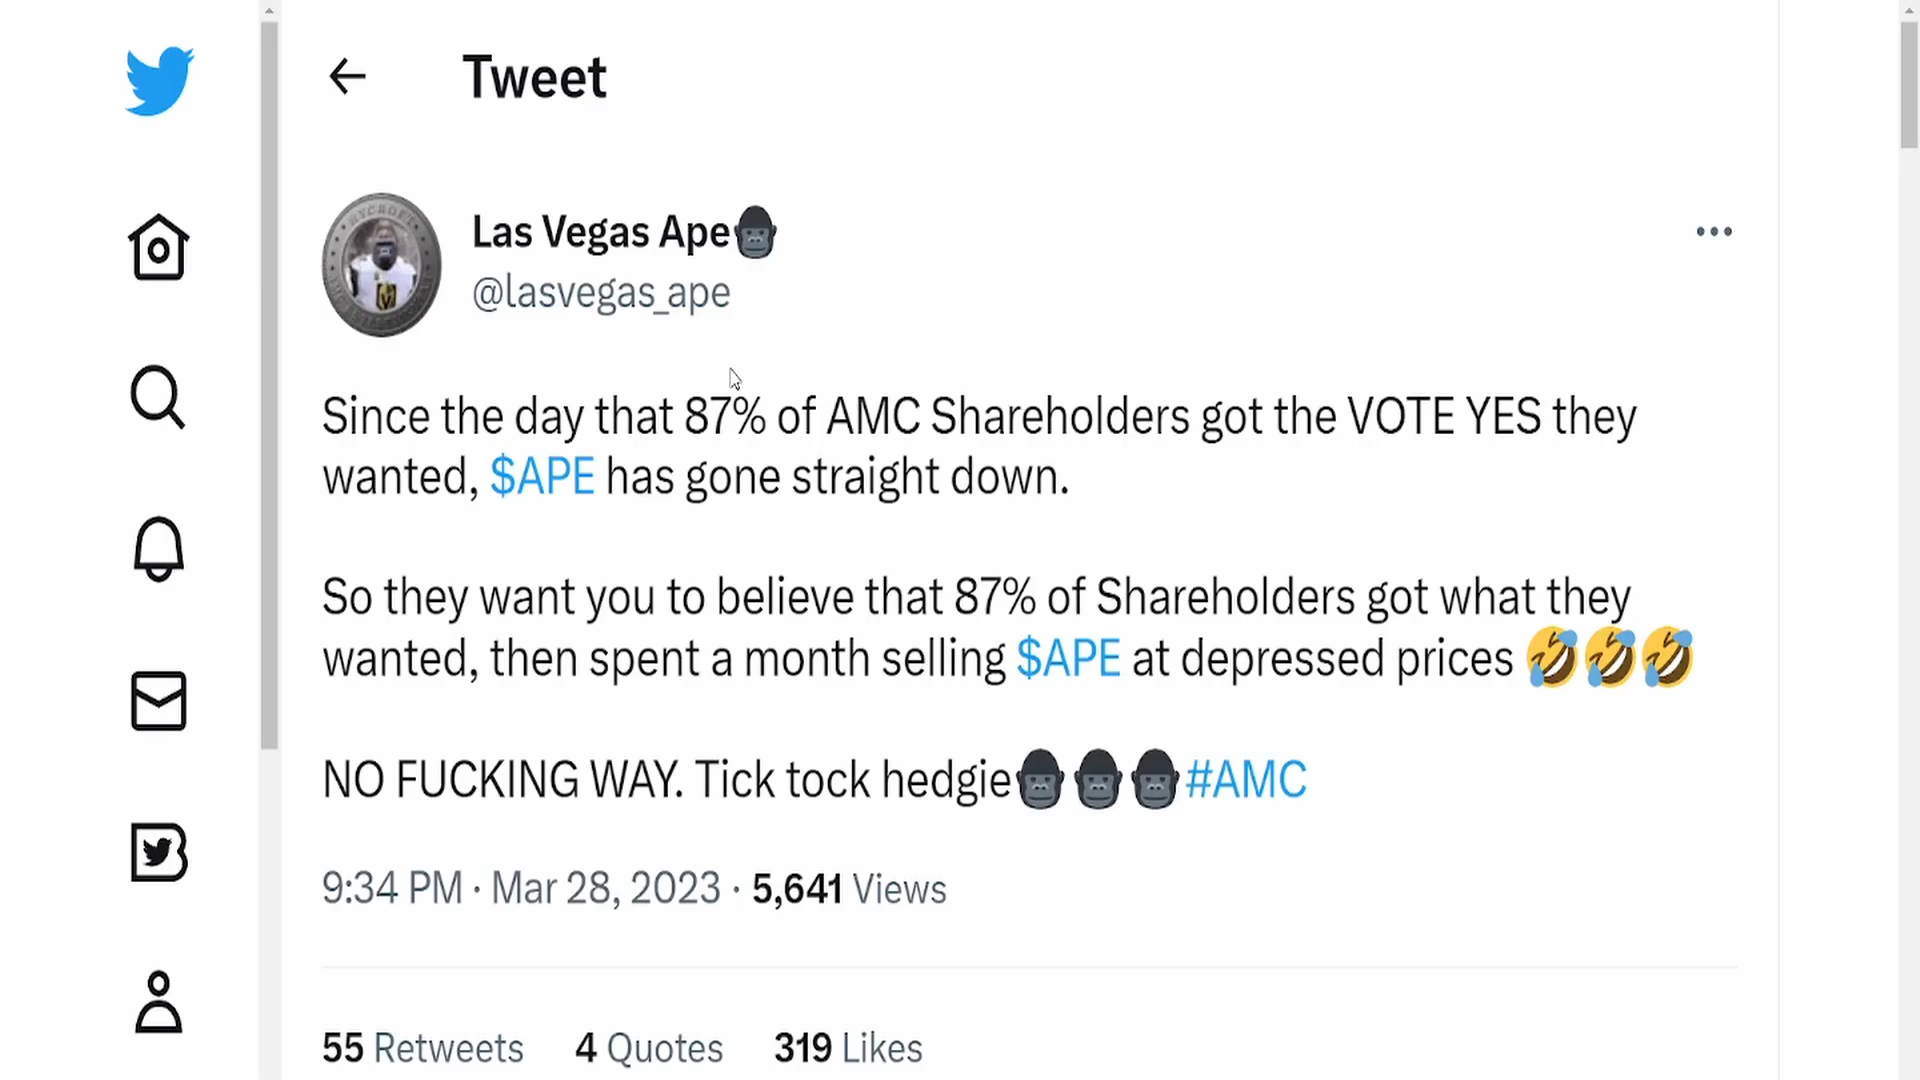 Tweet
Las Vegas Ape🦍
@lasvegas_ape
Since the day that 87% of AMC Shareholders got the VOTE YES they
wanted, $APE has gone straight down.
So they want you to believe that 87% of Shareholders got what they
wanted, then spent a month selling $APE at depressed prices 🤣🤣🤣
NO FUCKING WAY. Tick tock hedgie🦍🦍🦍#AMC
9:34 PM · Mar 28, 2023 · 5,641 Views
55 Retweets 4 Quotes 319 Likes